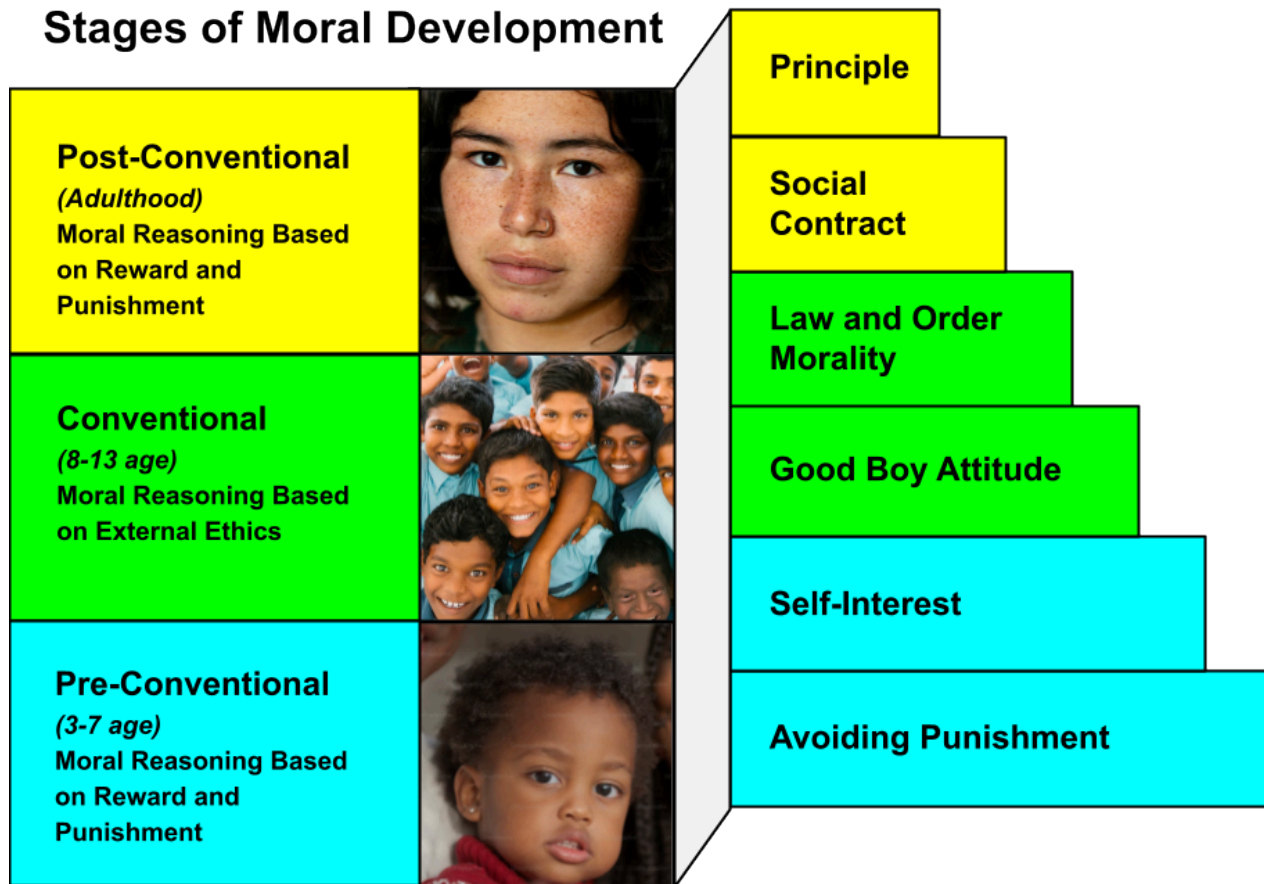 Stages of Moral Development
Post-Conventional
(Adulthood)
Moral Reasoning Based
on Reward and
Punishment
Conventional
(8-13 age)
Moral Reasoning Based
on External Ethics
Pre-Conventional
(3-7 age)
Moral Reasoning Based
on Reward and
Punishment
Principle
Social
Contract
Law and Order
Morality
Good Boy Attitude
Self-Interest
Avoiding Punishment